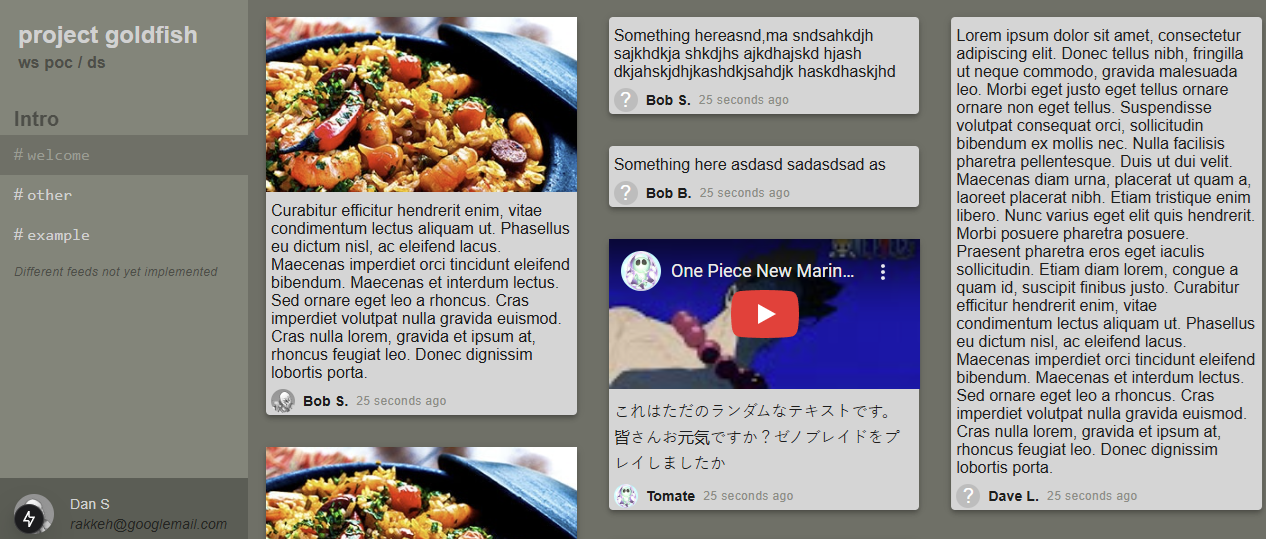 project goldfish
ws poc / ds
Intro
# welcome
# other
# example
Different feeds not yet implemented
Dan S
rakkeh@googlemail.com
Curabitur efficitur hendrerit enim, vitae
condimentum lectus aliquam ut. Phasellus
eu dictum nisl, ac eleifend lacus.
Maecenas imperdiet orci tincidunt eleifend
bibendum. Maecenas et interdum lectus.
Sed ornare eget leo a rhoncus. Cras
imperdiet volutpat nulla gravida euismod.
Cras nulla lorem, gravida et ipsum at,
rhoncus feugiat leo. Donec dignissim
lobortis porta.
Bob S. 25 seconds ago
Something hereasnd,ma sndsahkdjh
sajkhdkja shkdjhs ajkdhajskd hjash
dkjahskjdhjkashdkjsahdjk haskdhaskjhd
? Bob S. 25 seconds ago
Something here asdasd sadasdsad as
? Bob B. 25 seconds ago
One Piece New Marin...
これはただのランダムなテキストです。
皆さんお元気ですか？ゼノブレイドをプ
レイしましたか
Tomate 25 seconds ago
Lorem ipsum dolor sit amet, consectetur
adipiscing elit. Donec tellus nibh, fringilla
ut neque commodo, gravida malesuada
leo. Morbi eget justo eget tellus ornare
ornare non eget tellus. Suspendisse
volutpat consequat orci, sollicitudin
bibendum ex mollis nec. Nulla facilisis
pharetra pellentesque. Duis ut dui velit.
Maecenas diam urna, placerat ut quam a,
laoreet placerat nibh. Etiam tristique enim
libero. Nunc varius eget elit quis hendrerit.
Morbi posuere pharetra posuere.
Praesent pharetra eros eget iaculis
sollicitudin. Etiam diam lorem, congue a
quam id, suscipit finibus justo. Curabitur
efficitur hendrerit enim, vitae
condimentum lectus aliquam ut. Phasellus
eu dictum nisl, ac eleifend lacus.
Maecenas imperdiet orci tincidunt eleifend
bibendum. Maecenas et interdum lectus.
Sed ornare eget leo a rhoncus. Cras
imperdiet volutpat nulla gravida euismod.
Cras nulla lorem, gravida et ipsum at,
rhoncus feugiat leo. Donec dignissim
lobortis porta.
? Dave L. 25 seconds ago